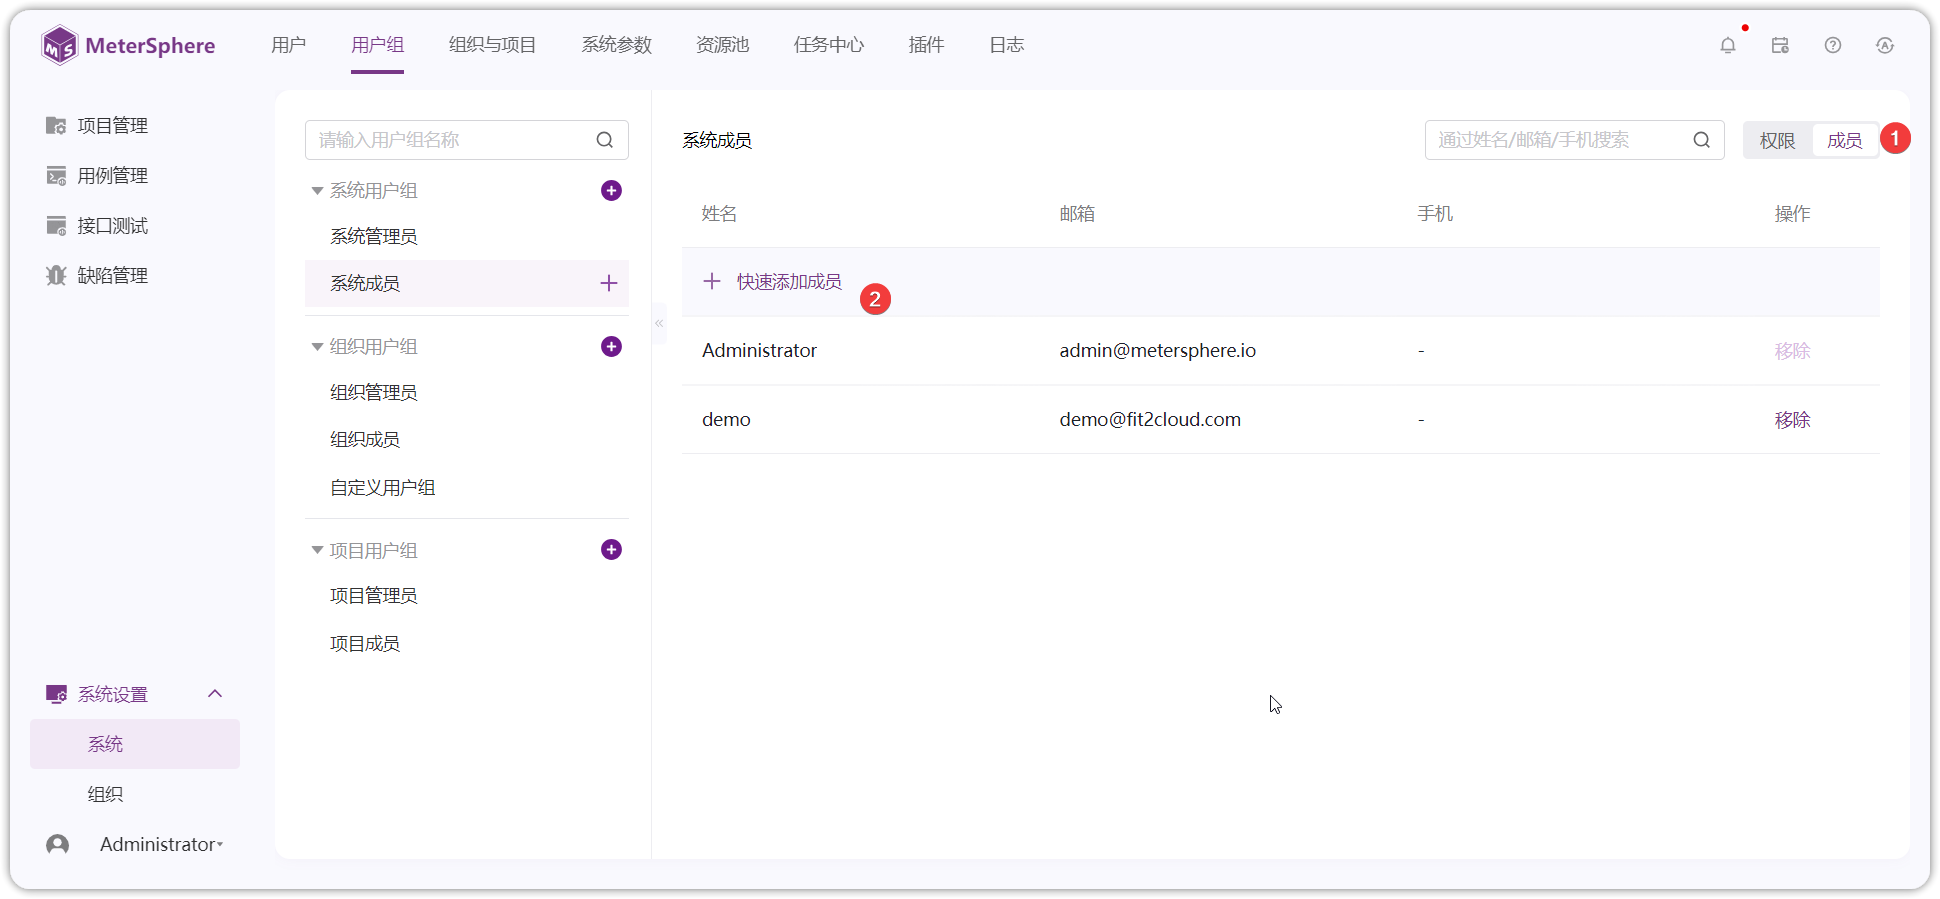 MeterSphere
用户 用户组 组织与项目 系统参数 资源池 任务中心 插件 日志
项目管理
用例管理
接口测试
缺陷管理
系统设置
系统
组织
Administrator
请输入用户组名称
系统用户组
系统管理员
系统成员
组织用户组
组织管理员
组织成员
自定义用户组
项目用户组
项目管理员
项目成员
系统成员
通过姓名/邮箱/手机搜索
权限 成员 1
姓名 邮箱 手机 操作
快速添加成员 2
Administrator admin@metersphere.io - 移除
demo demo@fit2cloud.com - 移除